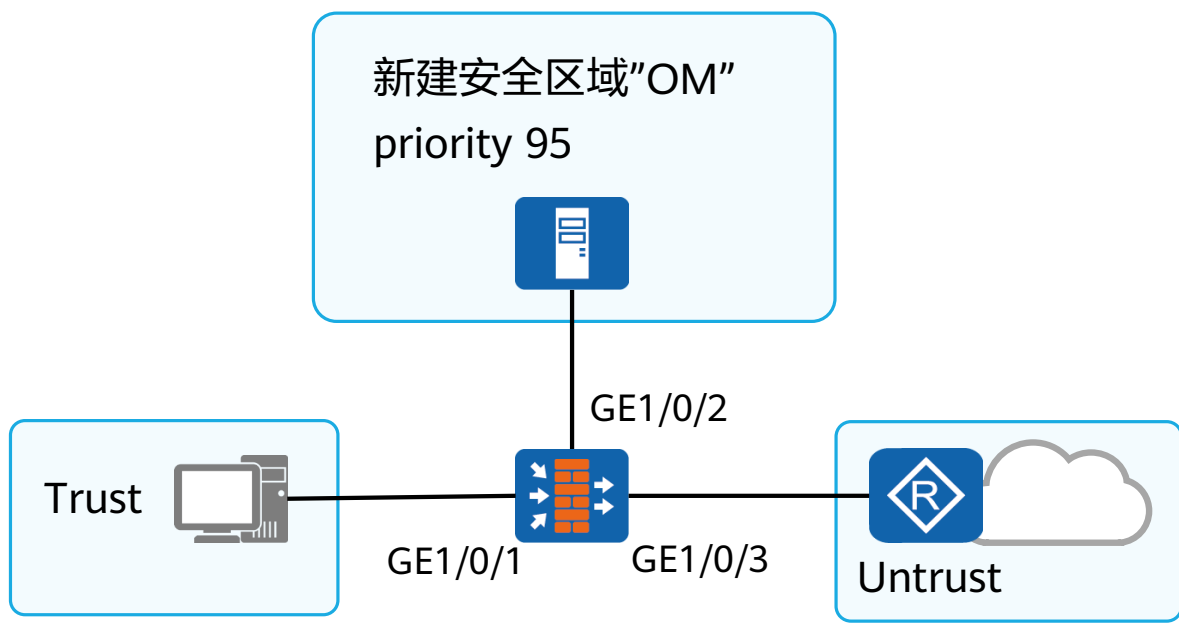 新建安全区域”OM”
priority 95
GE1/0/2
Trust
R
GE1/0/1
GE1/0/3
Untrust